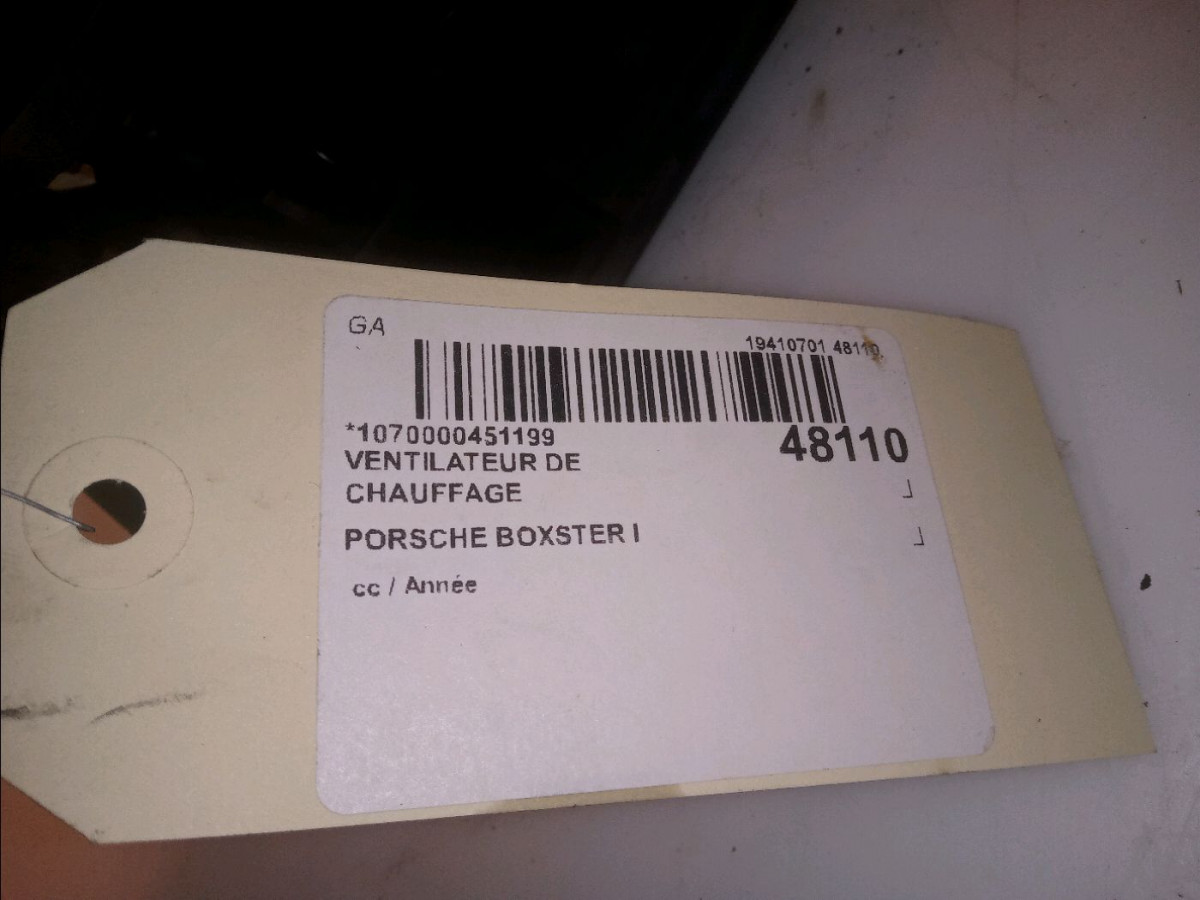 GA
19410701 48110
*1070000451199
48110
VENTILATEUR DE
CHAUFFAGE
PORSCHE BOXSTER I
cc / Année